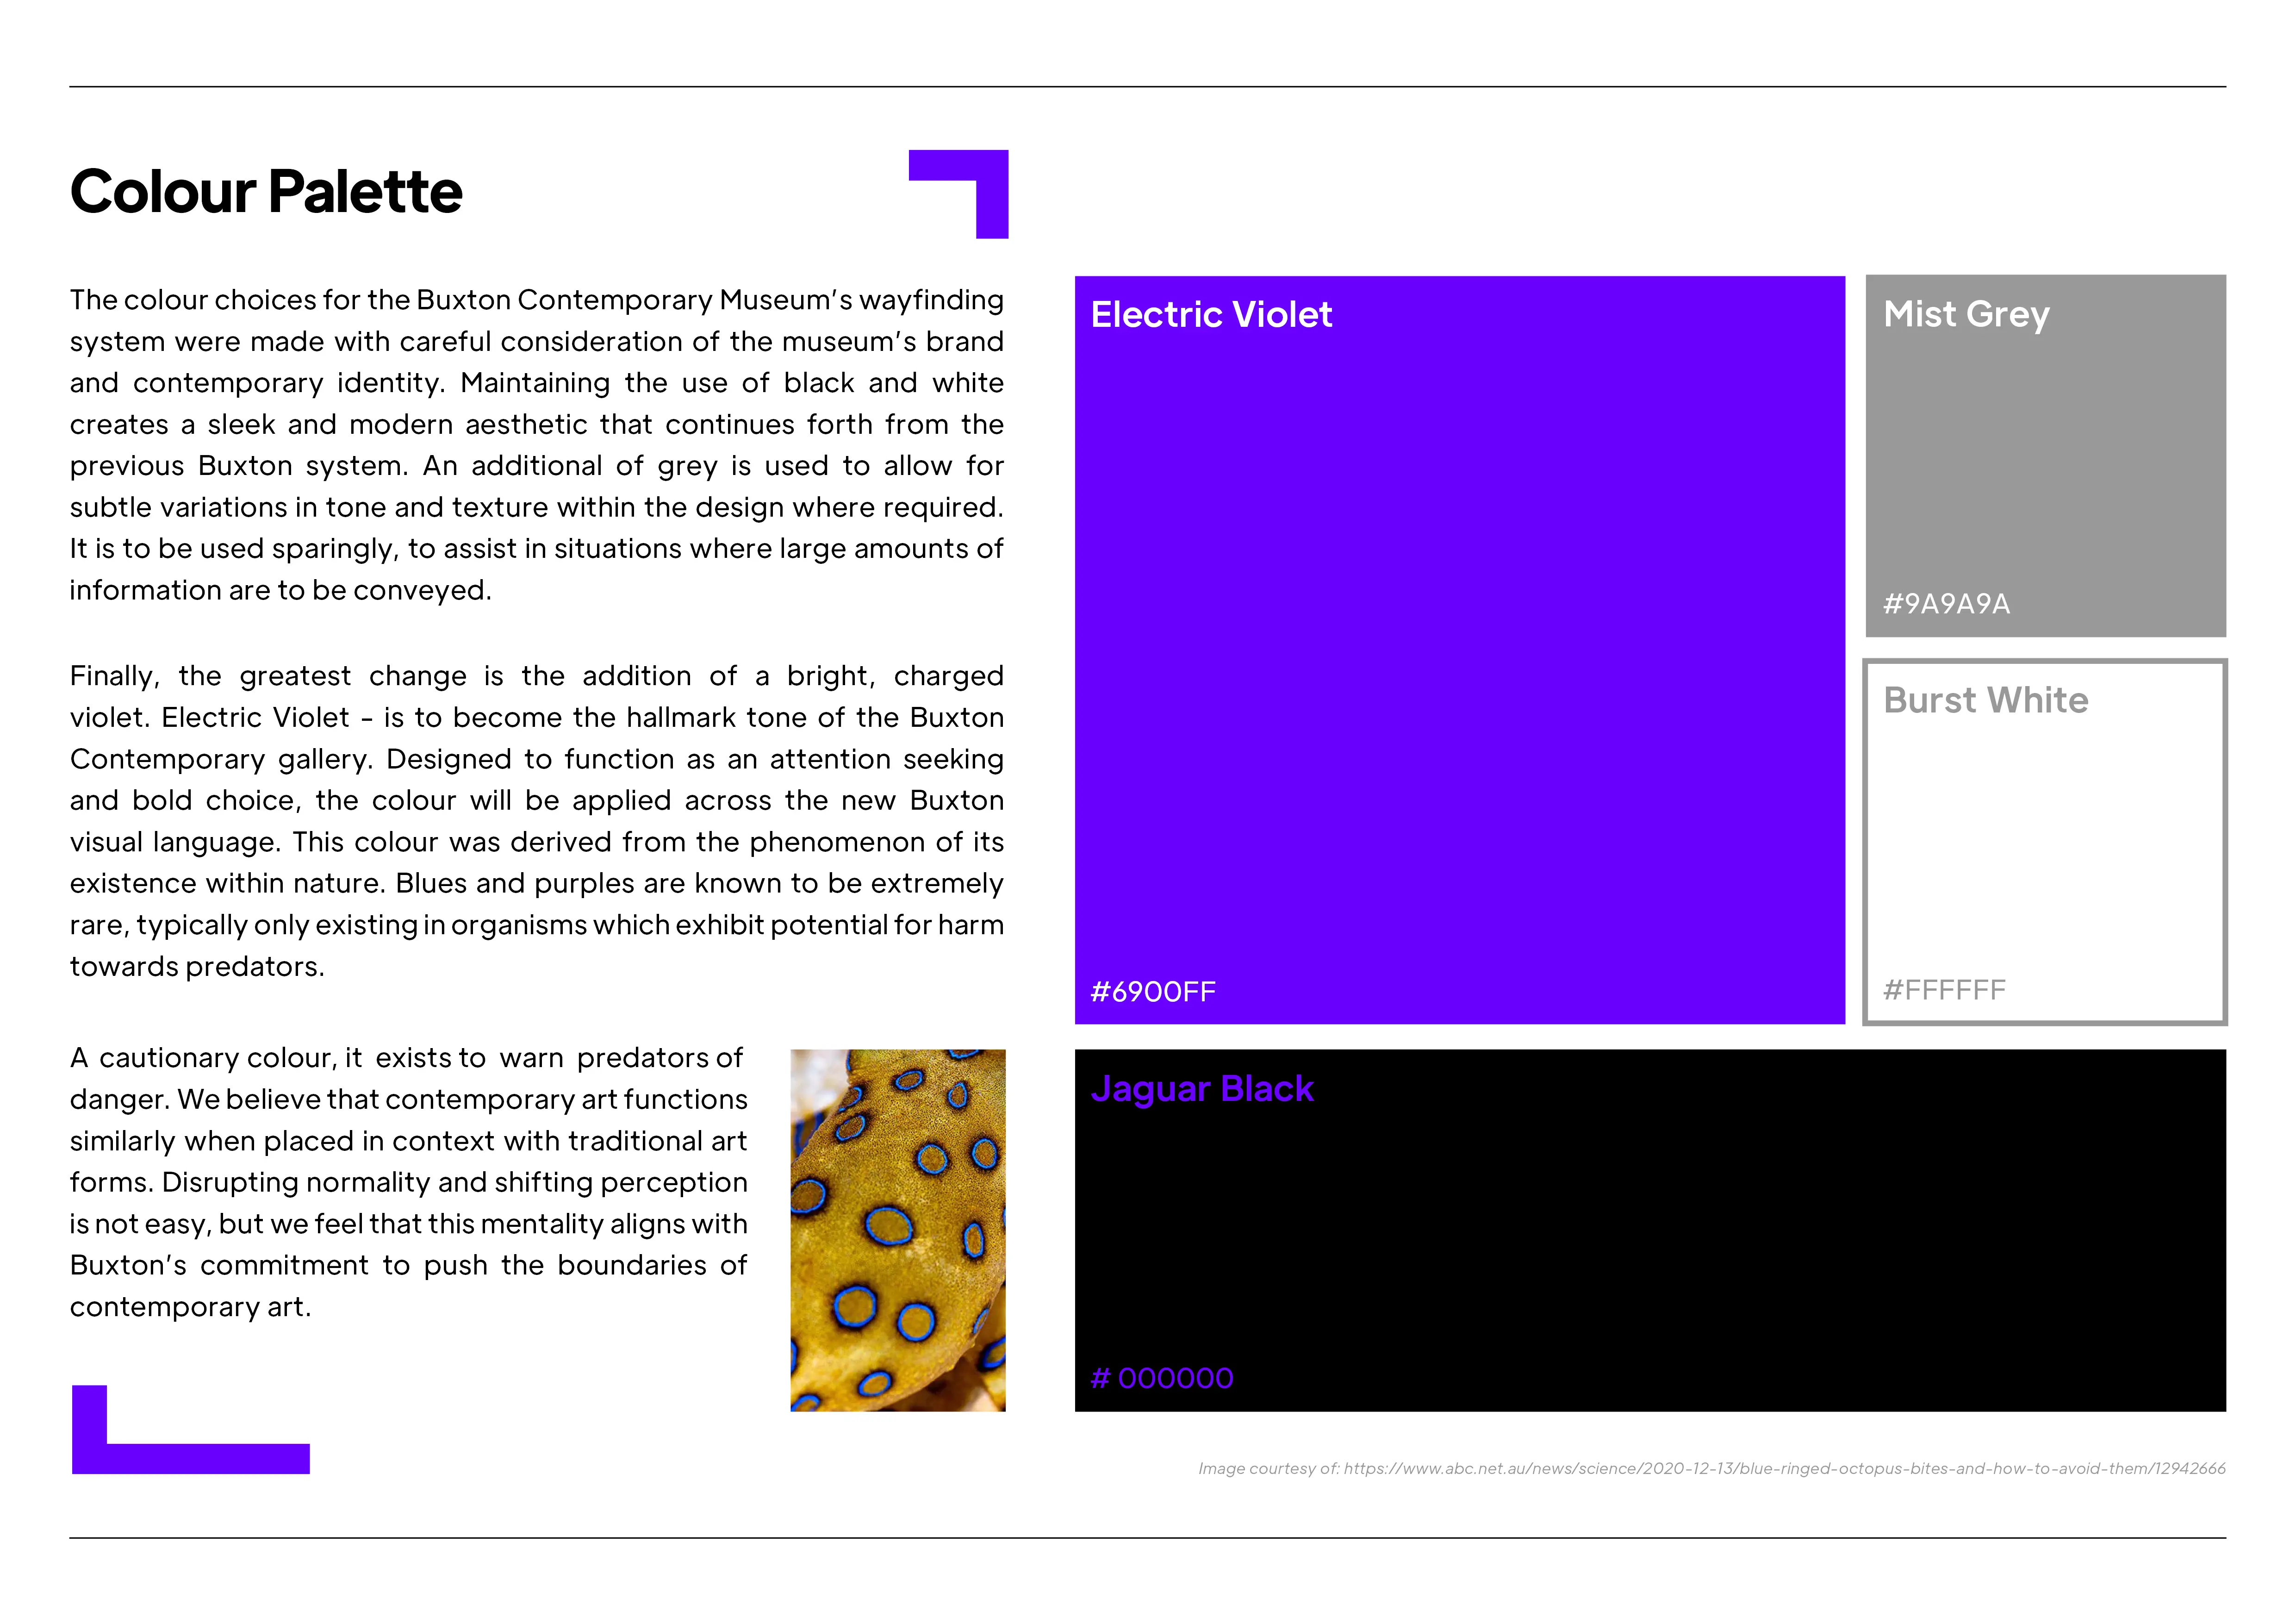 Colour Palette
The colour choices for the Buxton Contemporary Museum's wayfinding
system were made with careful consideration of the museum's brand
and contemporary identity. Maintaining the use of black and white
creates a sleek and modern aesthetic that continues forth from the
previous Buxton system. An additional of grey is used to allow for
subtle variations in tone and texture within the design where required.
It is to be used sparingly, to assist in situations where large amounts of
information are to be conveyed.
Finally, the greatest change is the addition of a bright, charged
violet. Electric Violet - is to become the hallmark tone of the Buxton
Contemporary gallery. Designed to function as an attention seeking
and bold choice, the colour will be applied across the new Buxton
visual language. This colour was derived from the phenomenon of its
existence within nature. Blues and purples are known to be extremely
rare, typically only existing in organisms which exhibit potential for harm
towards predators.
A cautionary colour, it exists to warn predators of
danger. We believe that contemporary art functions
similarly when placed in context with traditional art
forms. Disrupting normality and shifting perception
is not easy, but we feel that this mentality aligns with
Buxton's commitment to push the boundaries of
contemporary art.
Electric Violet
#6900FF
Mist Grey
#9A9A9A
Burst White
#FFFFFF
Jaguar Black
# 000000
Image courtesy of: https://www.abc.net.au/news/science/2020-12-13/blue-ringed-octopus-bites-and-how-to-avoid-them/12942666